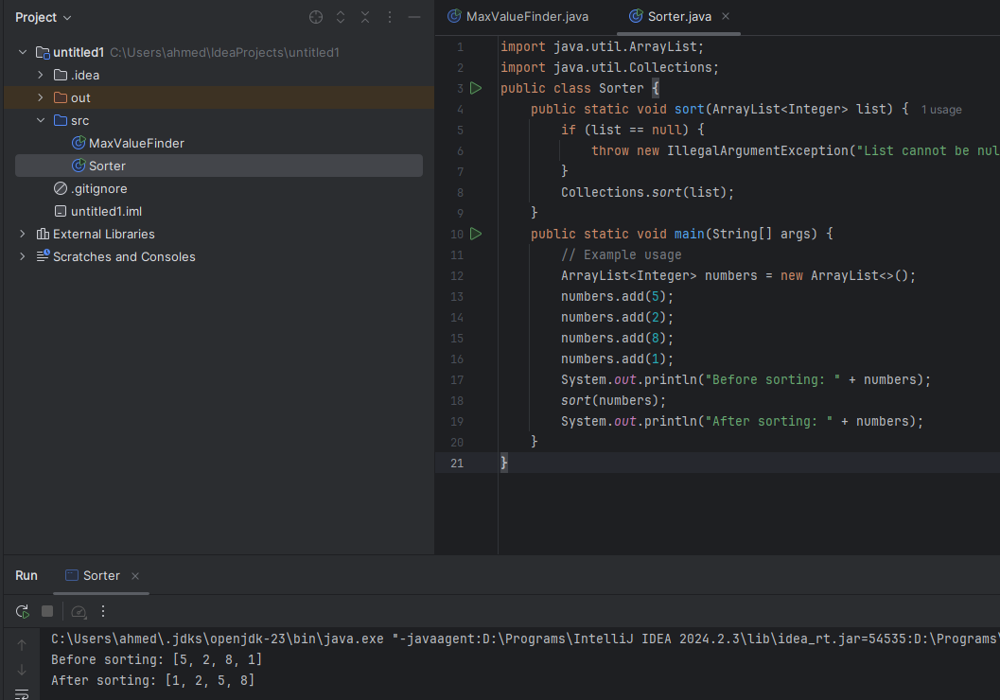 Project
untitled1 C:\Users\ahmed\IdeaProjects\untitled1
.idea
out
src
MaxValueFinder
Sorter
.gitignore
untitled1.iml
External Libraries
Scratches and Consoles
MaxValueFinder.java Sorter.java
1 import java.util.ArrayList;
2 import java.util.Collections;
3 public class Sorter {
4 public static void sort(ArrayList<Integer> list) { 1 usage
5 if (list == null) {
6 throw new IllegalArgumentException("List cannot be nul
7 }
8 Collections.sort(list);
9 }
10 public static void main(String[] args) {
11 // Example usage
12 ArrayList<Integer> numbers = new ArrayList<>();
13 numbers.add(5);
14 numbers.add(2);
15 numbers.add(8);
16 numbers.add(1);
17 System.out.println("Before sorting: " + numbers);
18 sort(numbers);
19 System.out.println("After sorting: " + numbers);
20 }
21 }
Run Sorter
C:\Users\ahmed\.jdks\openjdk-23\bin\java.exe "-javaagent:D:\Programs\IntelliJ IDEA 2024.2.3\lib\idea_rt.jar=54535:D:\Programs\
Before sorting: [5, 2, 8, 1]
After sorting: [1, 2, 5, 8]